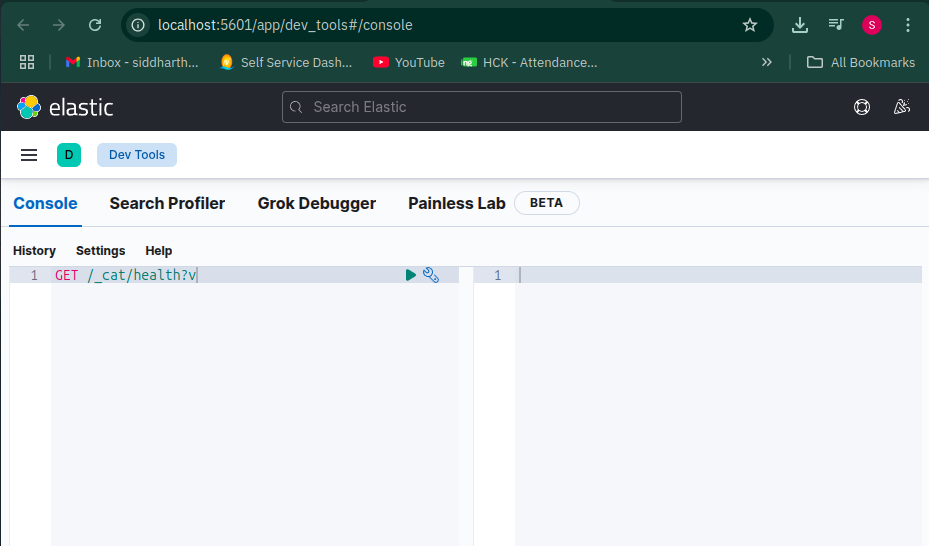 localhost:5601/app/dev_tools#/console
S
Inbox - siddharth...
Self Service Dash...
YouTube
HCK - Attendance...
All Bookmarks
elastic
Search Elastic
D
Dev Tools
Console
Search Profiler
Grok Debugger
Painless Lab
BETA
History
Settings
Help
1 GET /_cat/health?v
1